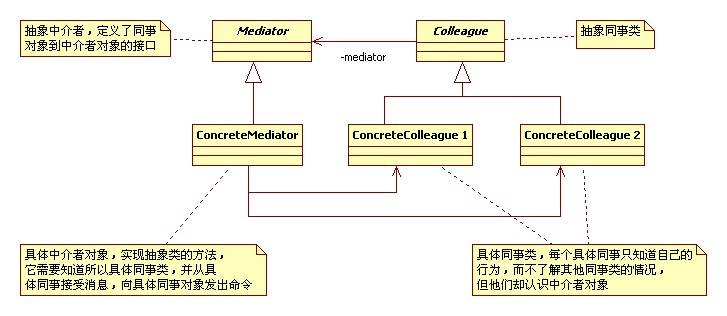 抽象中介者，定义了同事
对象到中介者对象的接口
Mediator
Colleague
抽象同事类
-mediator
ConcreteMediator
ConcreteColleague 1
ConcreteColleague 2
具体中介者对象，实现抽象类的方法，
它需要知道所以具体同事类，并从具
体同事接受消息，向具体同事对象发出命令
具体同事类，每个具体同事只知道自己的
行为，而不了解其他同事类的情况，
但他们却认识中介者对象